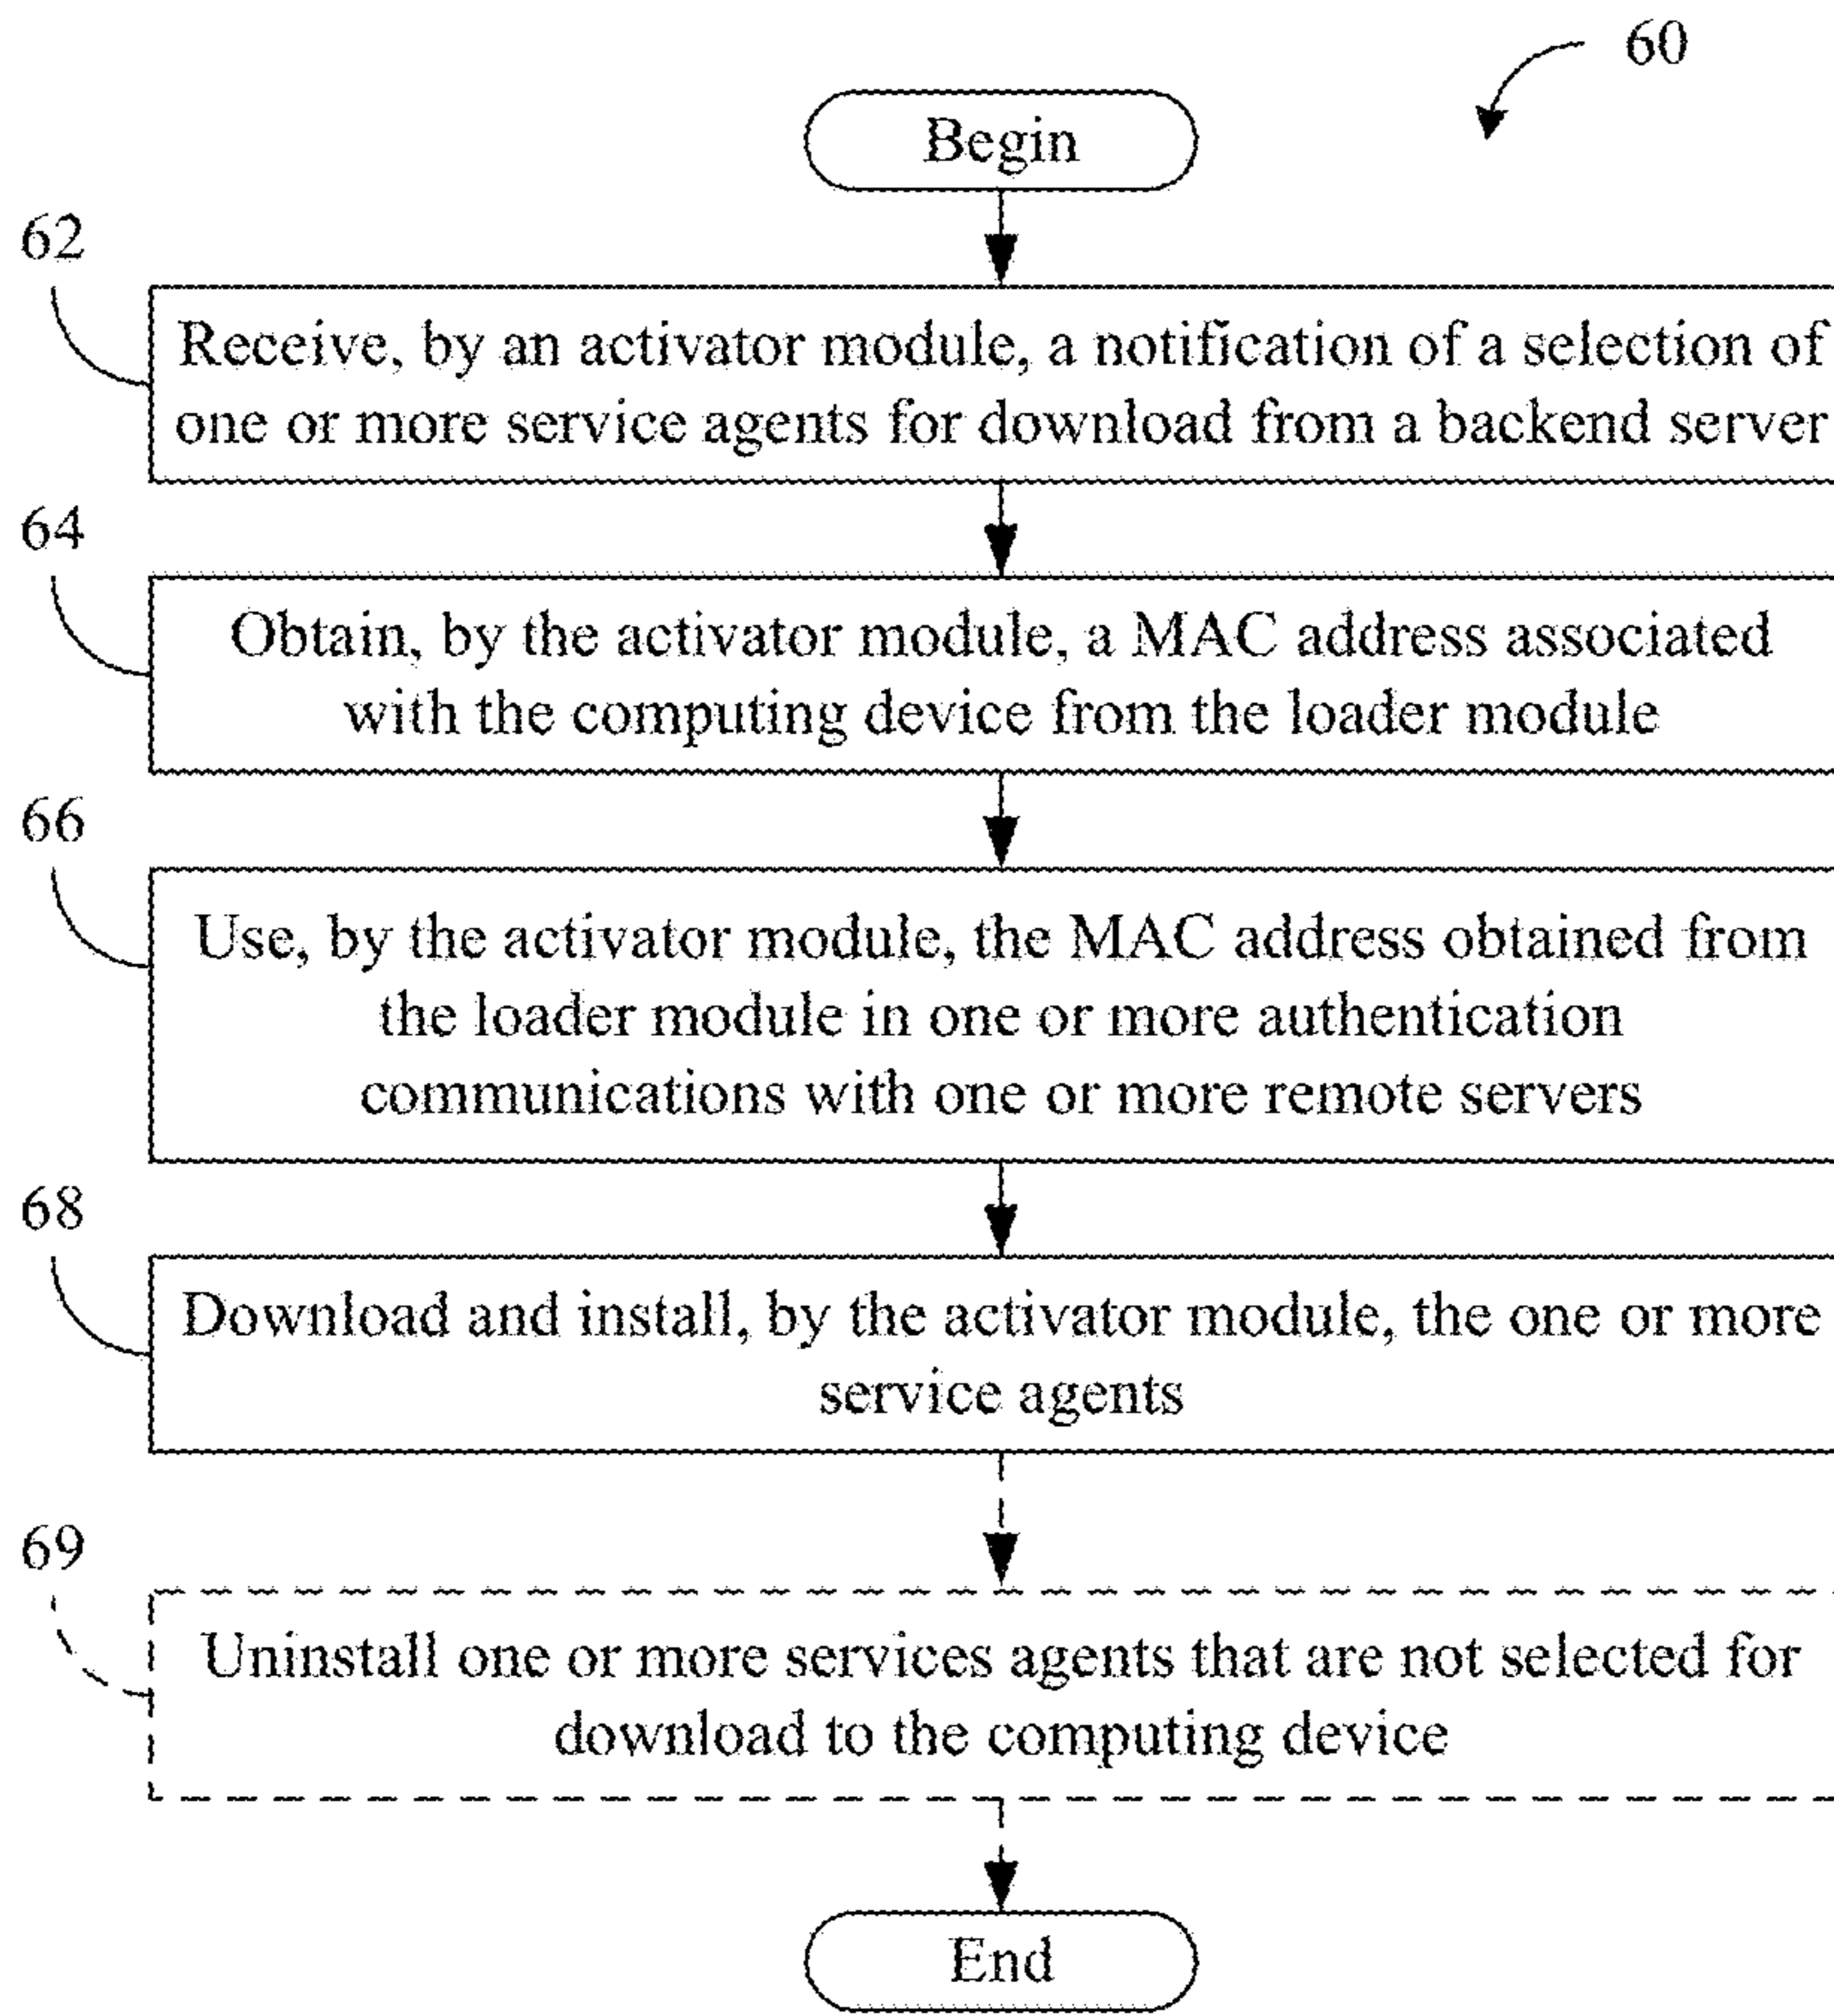 60
Begin
62
Receive, by an activator module, a notification of a selection of
one or more service agents for download from a backend server
64
Obtain, by the activator module, a MAC address associated
with the computing device from the loader module
66
Use, by the activator module, the MAC address obtained from
the loader module in one or more authentication
communications with one or more remote servers
68
Download and install, by the activator module, the one or more
service agents
69
Uninstall one or more services agents that are not selected for
download to the computing device
End